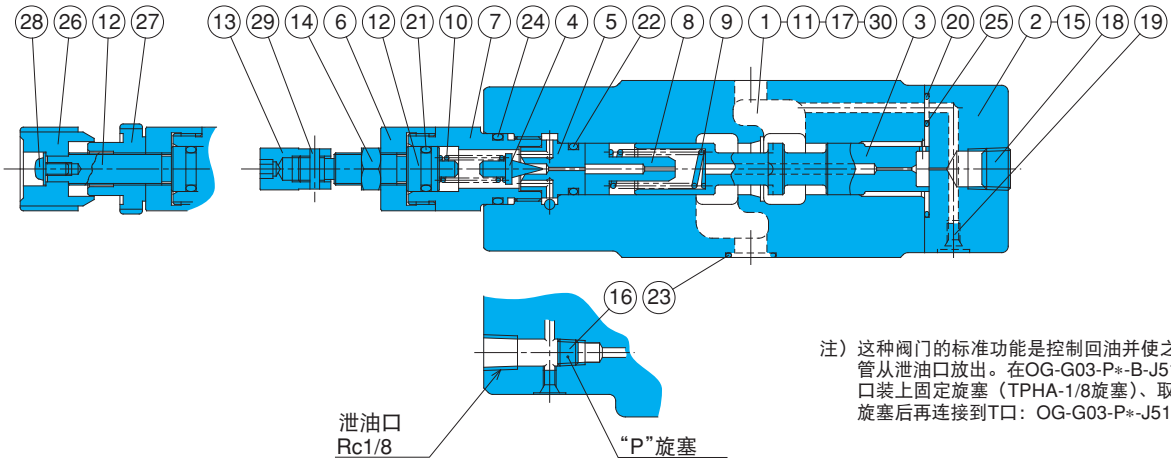 28 26 12 27 13 29 14 6 12 21 10 7 24 4 5 22 8 9 1 11 17 30 3 20 25 2 15 18 19
16 23
泄油口
Rc1/8
“P”旋塞
注）这种阀门的标准功能是控制回油并使之
管从泄油口放出。在OG-G03-P*-B-J51
口装上固定旋塞（TPHA-1/8旋塞）、取
旋塞后再连接到T口：OG-G03-P*-J51